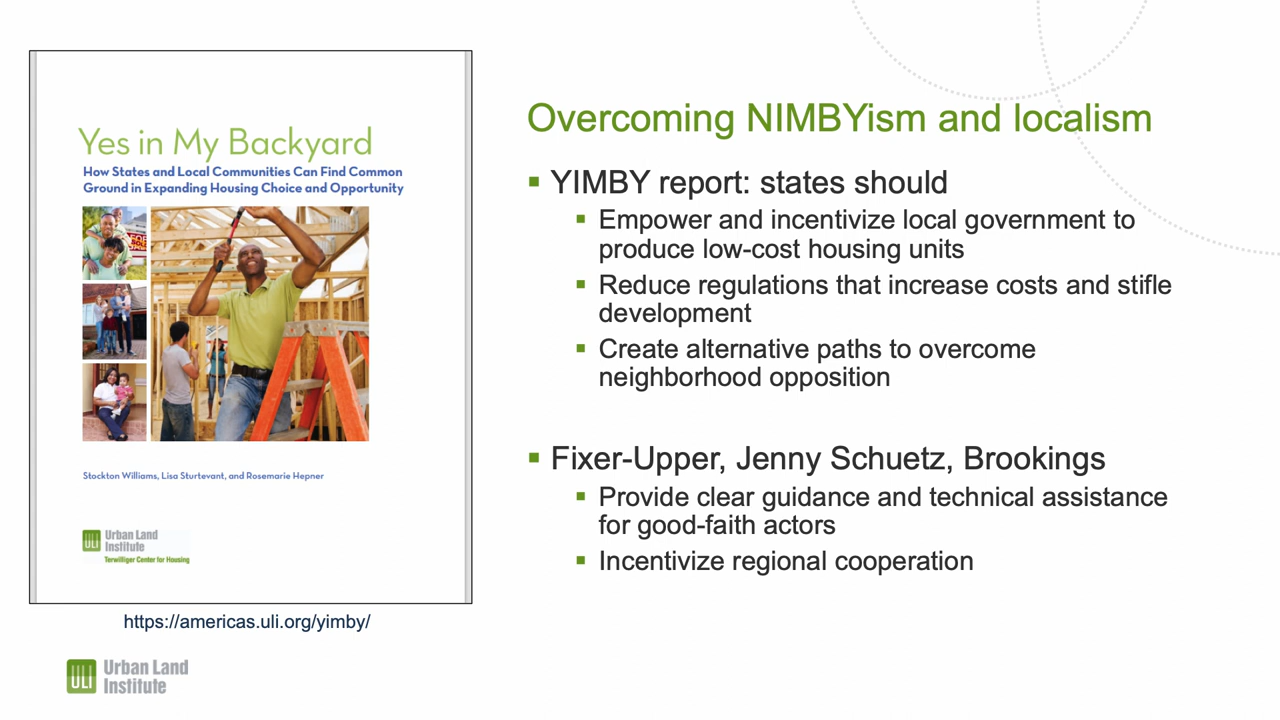 Yes in My Backyard
How States and Local Communities Can Find Common
Ground in Expanding Housing Choice and Opportunity
Stockton Williams, Lisa Sturtevant, and Rosemarie Hepner
ULI Urban Land
Institute
Terwilliger Center for Housing
https://americas.uli.org/yimby/
ULI Urban Land
Institute
Overcoming NIMBYism and localism
▪ YIMBY report: states should
▪ Empower and incentivize local government to
produce low-cost housing units
▪ Reduce regulations that increase costs and stifle
development
▪ Create alternative paths to overcome
neighborhood opposition
▪ Fixer-Upper, Jenny Schuetz, Brookings
▪ Provide clear guidance and technical assistance
for good-faith actors
▪ Incentivize regional cooperation